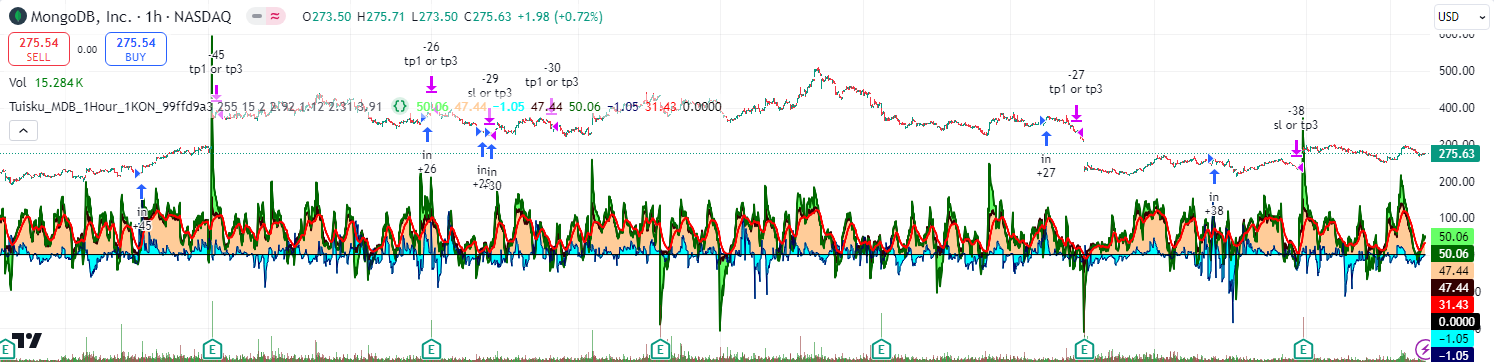 MongoDB, Inc. · 1h · NASDAQ O273.50 H275.71 L273.50 C275.63 +1.98 (+0.72%)
USD
275.54 SELL
0.00
275.54 BUY
Vol 15.284K
Tuisku_MDB_1Hour_1KON_99ffd9a3 255 15 2 2.92 1.12 2.31 3.91 50.06 47.44 −1.05 47.44 50.06 −1.05 31.43 0.0000
-45
tp1 or tp3
-26
tp1 or tp3
-29
sl or tp3
-30
tp1 or tp3
-27
tp1 or tp3
-38
sl or tp3
in
+45
in
+26
in
in
+30
in
+27
in
+38
500.00
400.00
275.63
200.00
100.00
50.06
50.06
47.44
47.44
31.43
0.0000
−1.05
−1.05
E
E
E
E
E
E
E